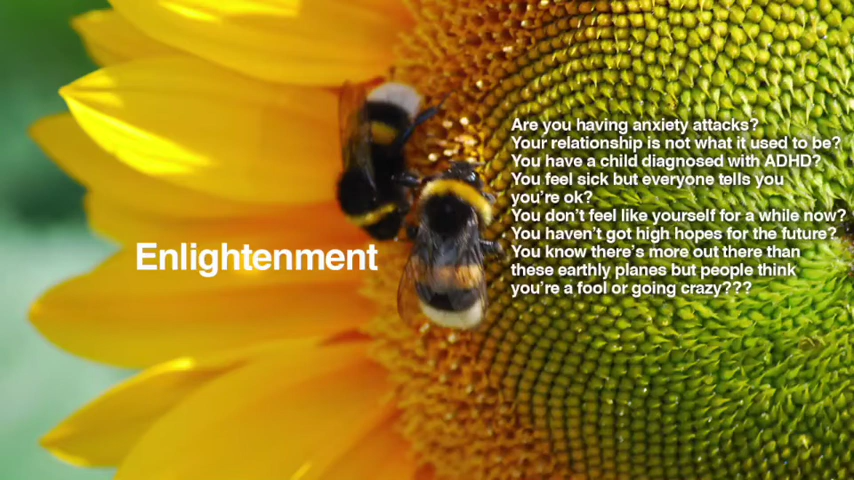 Enlightenment
Are you having anxiety attacks?
Your relationship is not what it used to be?
You have a child diagnosed with ADHD?
You feel sick but everyone tells you
you're ok?
You don't feel like yourself for a while now?
You haven't got high hopes for the future?
You know there's more out there than
these earthly planes but people think
you're a fool or going crazy???